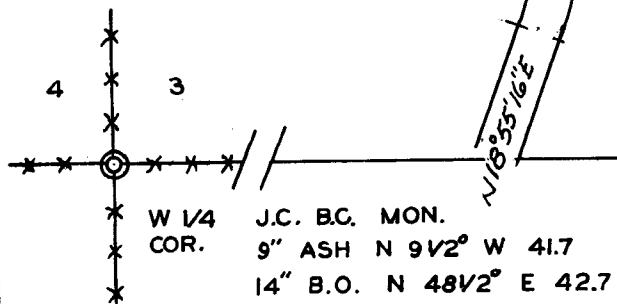 4 3
N18°55'16"E
W 1/4 J.C. B.C. MON.
COR. 9" ASH N 9 1/2° W 41.7
14" B.O. N 48 1/2° E 42.7